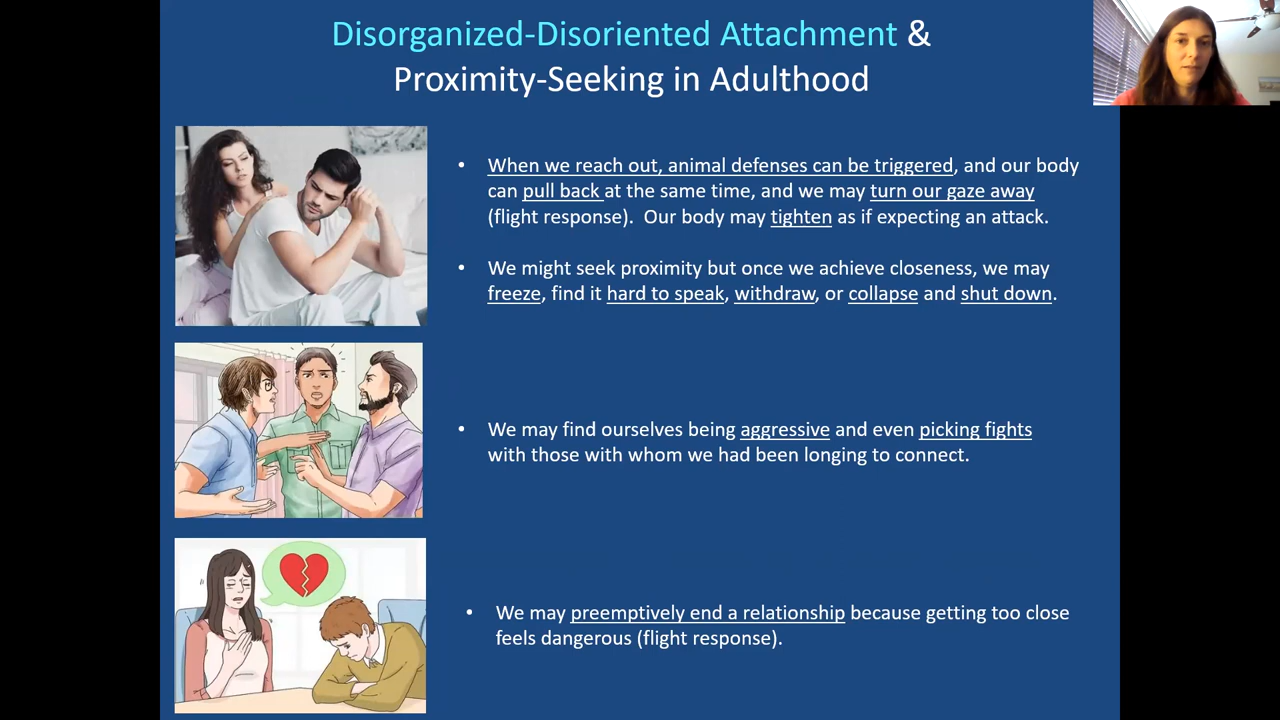 Disorganized-Disoriented Attachment &
Proximity-Seeking in Adulthood
• When we reach out, animal defenses can be triggered, and our body
can pull back at the same time, and we may turn our gaze away
(flight response).  Our body may tighten as if expecting an attack.
• We might seek proximity but once we achieve closeness, we may
freeze, find it hard to speak, withdraw, or collapse and shut down.
• We may find ourselves being aggressive and even picking fights
with those with whom we had been longing to connect.
• We may preemptively end a relationship because getting too close
feels dangerous (flight response).